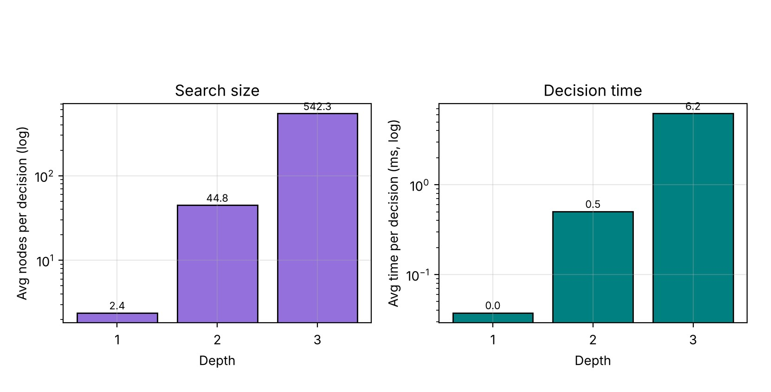 Search size
Avg nodes per decision (log)
10²
10¹
2.4
44.8
542.3
1
2
3
Depth
Decision time
Avg time per decision (ms, log)
10⁰
10⁻¹
0.0
0.5
6.2
1
2
3
Depth